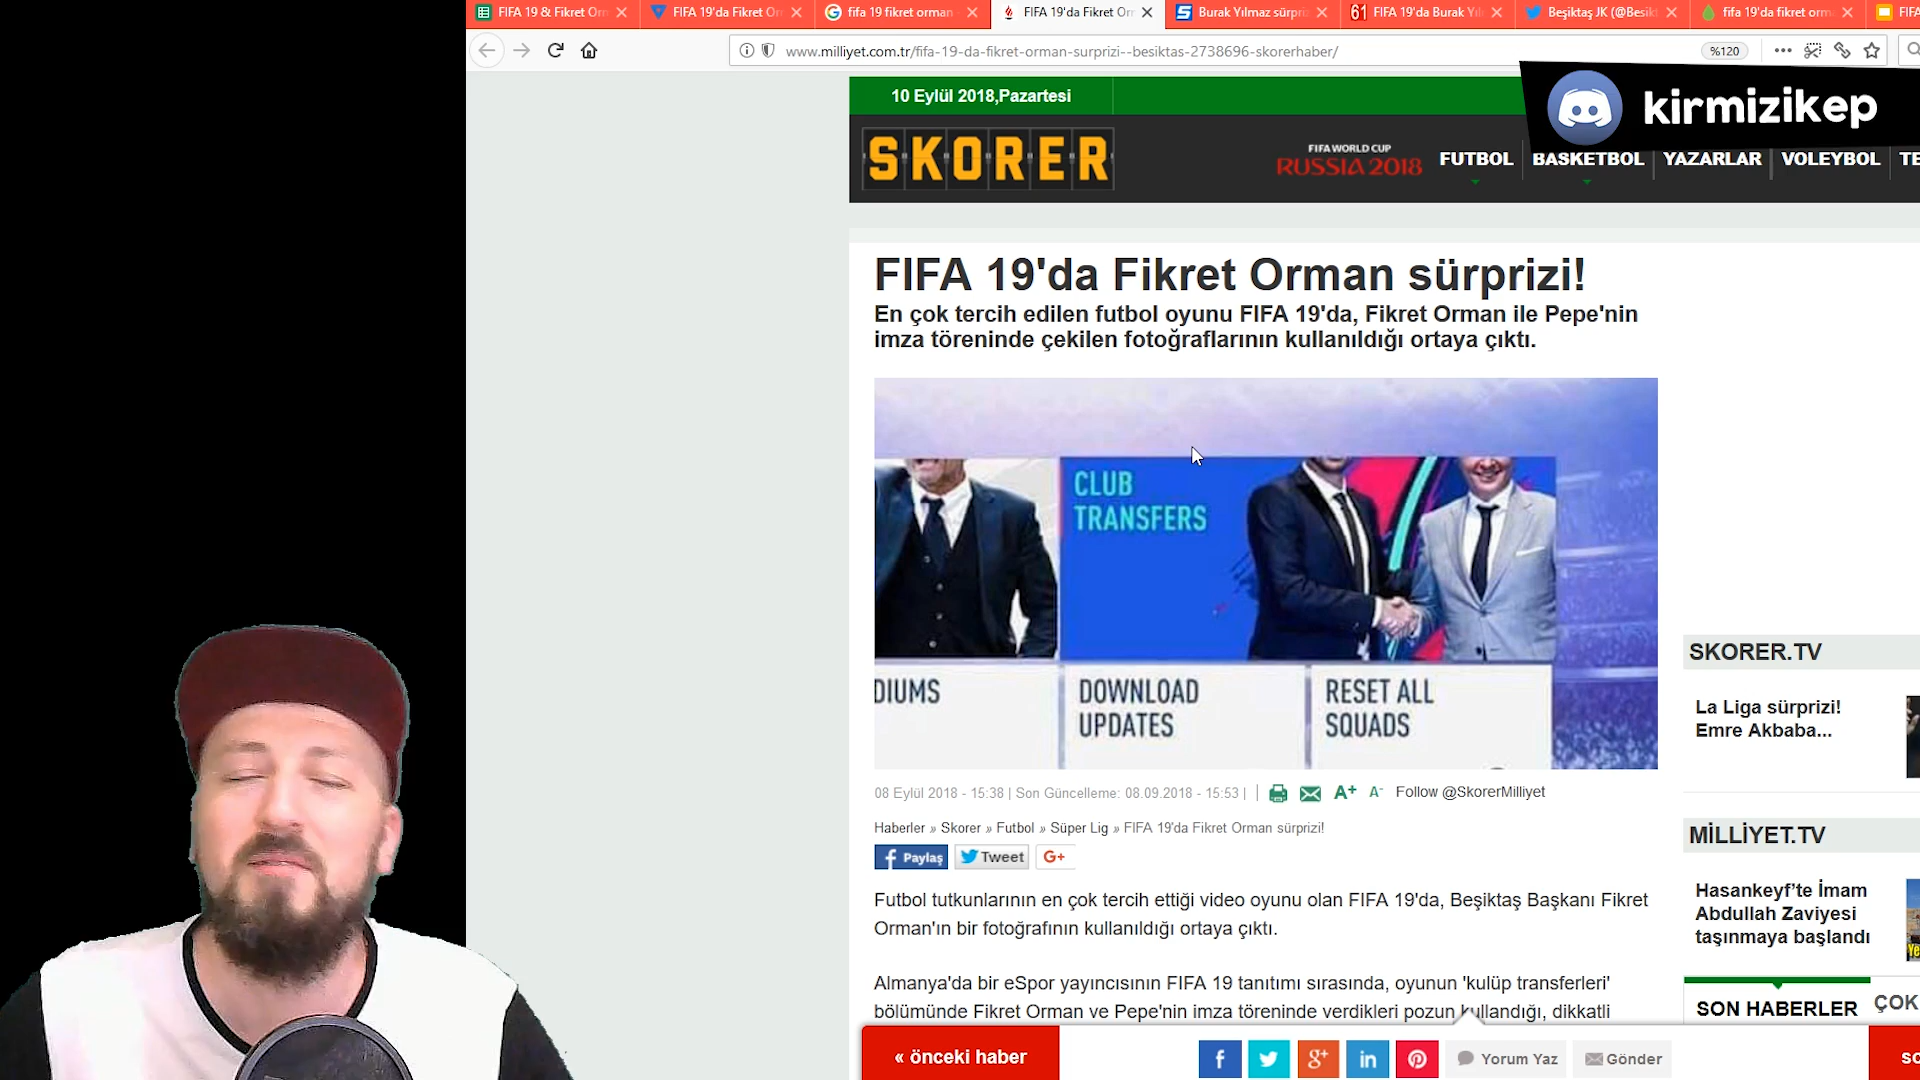 FIFA 19 & Fikret Orm
FIFA 19'da Fikret Or
fifa 19 fikret orman
FIFA 19'da Fikret Orm
Burak Yılmaz sürpri
61 FIFA 19'da Burak Yıl
Beşiktaş JK (@Beşikt
fifa 19'da fikret orm
FIFA
www.milliyet.com.tr/fifa-19-da-fikret-orman-surprizi--besiktas-2738696-skorerhaber/
%120
kirmizikep
10 Eylül 2018,Pazartesi
SKORER
FIFA WORLD CUP
RUSSIA 2018
FUTBOL
BASKETBOL
YAZARLAR
VOLEYBOL
TE
FIFA 19'da Fikret Orman sürprizi!
En çok tercih edilen futbol oyunu FIFA 19'da, Fikret Orman ile Pepe'nin
imza töreninde çekilen fotoğraflarının kullanıldığı ortaya çıktı.
CLUB
TRANSFERS
DIUMS
DOWNLOAD
UPDATES
RESET ALL
SQUADS
SKORER.TV
La Liga sürprizi!
Emre Akbaba...
08 Eylül 2018 - 15:38 | Son Güncelleme: 08.09.2018 - 15:53 |
A+
A-
Follow @SkorerMilliyet
Haberler » Skorer » Futbol » Süper Lig » FIFA 19'da Fikret Orman sürprizi!
Paylaş
Tweet
G+
MİLLİYET.TV
Hasankeyf'te İmam
Abdullah Zaviyesi
taşınmaya başlandı
Ye
Futbol tutkunlarının en çok tercih ettiği video oyunu olan FIFA 19'da, Beşiktaş Başkanı Fikret
Orman'ın bir fotoğrafının kullanıldığı ortaya çıktı.
Almanya'da bir eSpor yayıncısının FIFA 19 tanıtımı sırasında, oyunun 'kulüp transferleri'
bölümünde Fikret Orman ve Pepe'nin imza töreninde verdikleri pozun kullandığı, dikkatli
SON HABERLER
ÇOK
« önceki haber
Yorum Yaz
Gönder
so